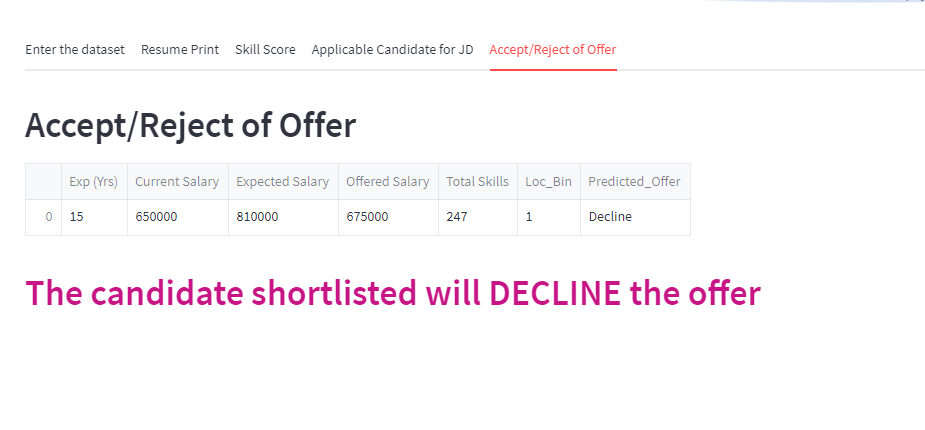 Enter the dataset Resume Print Skill Score Applicable Candidate for JD Accept/Reject of Offer
Accept/Reject of Offer
Exp (Yrs) Current Salary Expected Salary Offered Salary Total Skills Loc_Bin Predicted_Offer
0 15 650000 810000 675000 247 1 Decline
The candidate shortlisted will DECLINE the offer